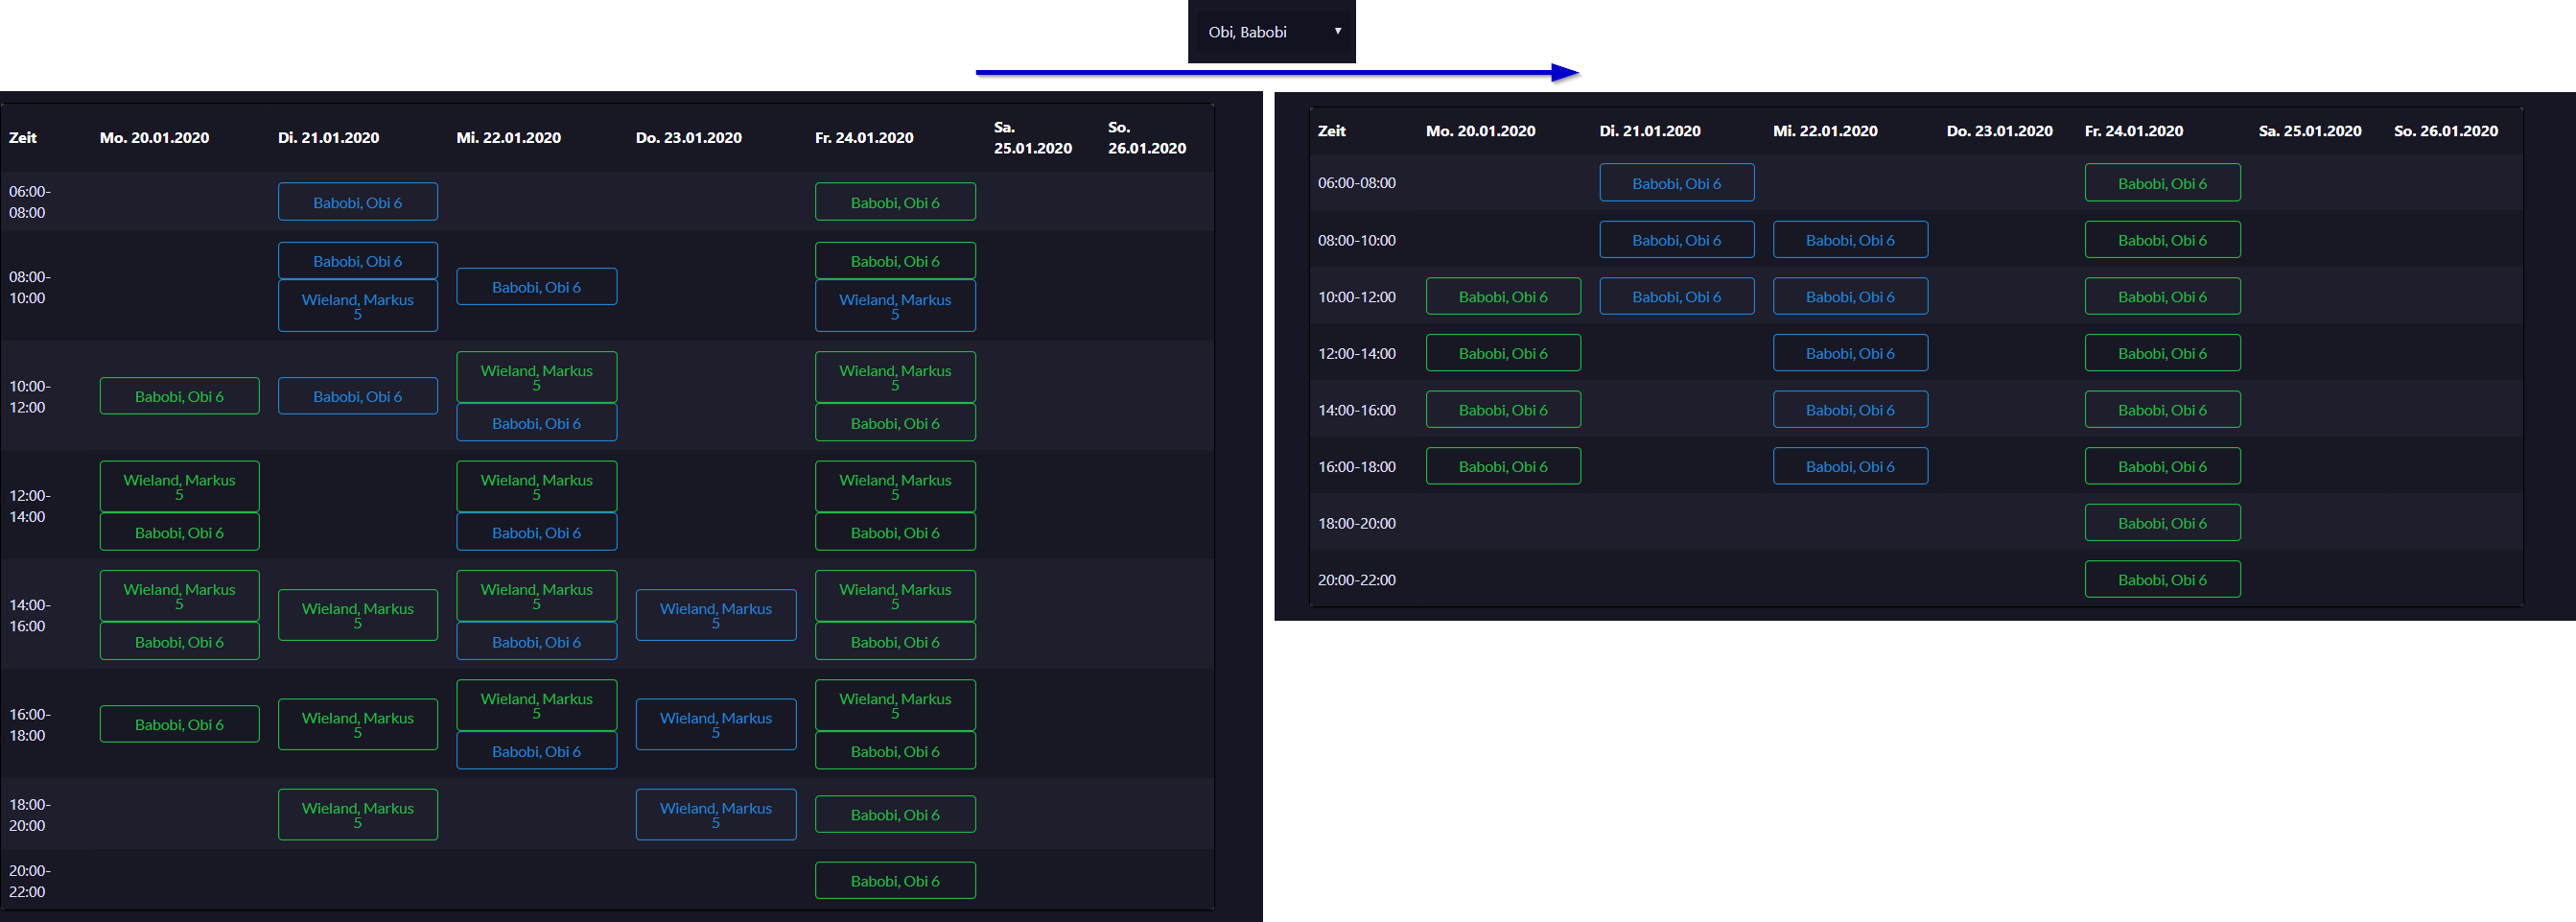 Obi, Babobi
Zeit Mo. 20.01.2020 Di. 21.01.2020 Mi. 22.01.2020 Do. 23.01.2020 Fr. 24.01.2020 Sa. So.
25.01.2020 26.01.2020
06:00- Babobi, Obi 6 Babobi, Obi 6
08:00
Babobi, Obi 6 Babobi, Obi 6
08:00- Babobi, Obi 6
10:00 Wieland, Markus Wieland, Markus
5 5
Wieland, Markus Wieland, Markus
5 5
10:00- Babobi, Obi 6 Babobi, Obi 6
12:00 Babobi, Obi 6 Babobi, Obi 6
Wieland, Markus Wieland, Markus Wieland, Markus
5 5 5
12:00-
14:00 Babobi, Obi 6 Babobi, Obi 6 Babobi, Obi 6
Wieland, Markus Wieland, Markus Wieland, Markus
5 5 5
14:00- Wieland, Markus Wieland, Markus
16:00 5 5
Babobi, Obi 6 Babobi, Obi 6 Babobi, Obi 6
Wieland, Markus Wieland, Markus
5 5
16:00- Babobi, Obi 6 Wieland, Markus Wieland, Markus
18:00 5 5
Babobi, Obi 6 Babobi, Obi 6
18:00- Wieland, Markus Wieland, Markus Babobi, Obi 6
20:00 5 5
20:00- Babobi, Obi 6
22:00
Zeit Mo. 20.01.2020 Di. 21.01.2020 Mi. 22.01.2020 Do. 23.01.2020 Fr. 24.01.2020 Sa. 25.01.2020 So. 26.01.2020
06:00-08:00 Babobi, Obi 6 Babobi, Obi 6
08:00-10:00 Babobi, Obi 6 Babobi, Obi 6 Babobi, Obi 6
10:00-12:00 Babobi, Obi 6 Babobi, Obi 6 Babobi, Obi 6 Babobi, Obi 6
12:00-14:00 Babobi, Obi 6 Babobi, Obi 6 Babobi, Obi 6
14:00-16:00 Babobi, Obi 6 Babobi, Obi 6 Babobi, Obi 6
16:00-18:00 Babobi, Obi 6 Babobi, Obi 6 Babobi, Obi 6
18:00-20:00 Babobi, Obi 6
20:00-22:00 Babobi, Obi 6